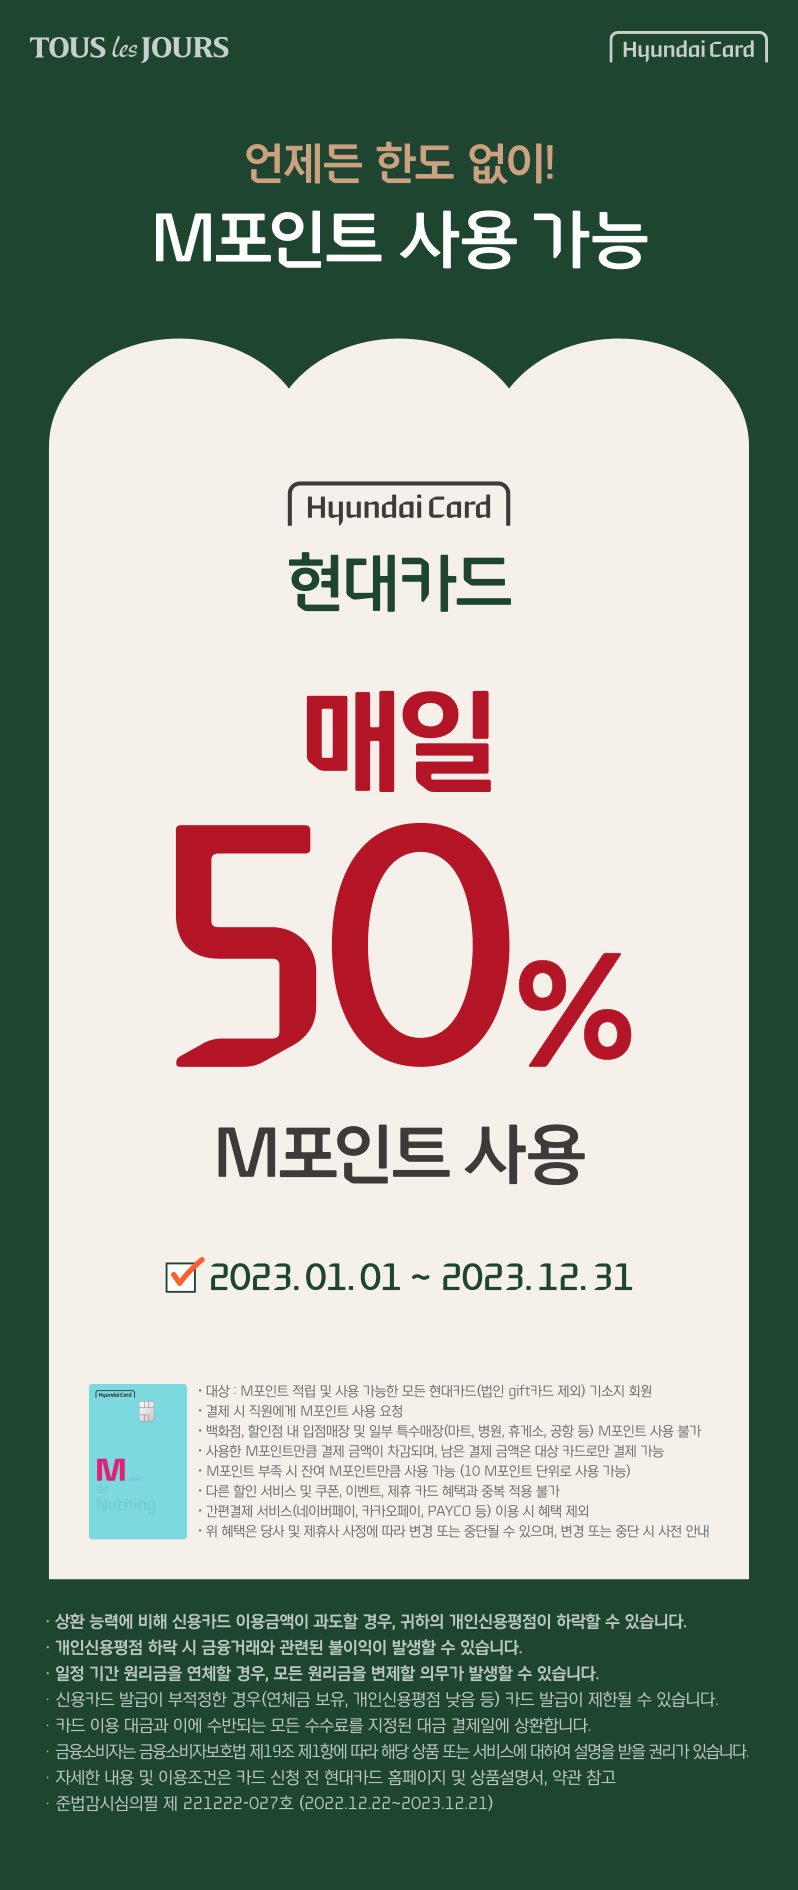 TOUS les JOURS
Hyundai Card
언제든 한도 없이!
M포인트 사용 가능
Hyundai Card
현대카드
매일
50%
M포인트 사용
2023.01.01 ~ 2023.12.31
Hyundai Card
M
or
Nothing
· 대상 : M포인트 적립 및 사용 가능한 모든 현대카드(법인 gift카드 제외) 기소지 회원
· 결제 시 직원에게 M포인트 사용 요청
· 백화점, 할인점 내 입점매장 및 일부 특수매장(마트, 병원, 휴게소, 공항 등) M포인트 사용 불가
· 사용한 M포인트만큼 결제 금액이 차감되며, 남은 결제 금액은 대상 카드로만 결제 가능
· M포인트 부족 시 잔여 M포인트만큼 사용 가능 (10 M포인트 단위로 사용 가능)
· 다른 할인 서비스 및 쿠폰, 이벤트, 제휴 카드 혜택과 중복 적용 불가
· 간편결제 서비스(네이버페이, 카카오페이, PAYCO 등) 이용 시 혜택 제외
· 위 혜택은 당사 및 제휴사 사정에 따라 변경 또는 중단될 수 있으며, 변경 또는 중단 시 사전 안내
· 상환 능력에 비해 신용카드 이용금액이 과도할 경우, 귀하의 개인신용평점이 하락할 수 있습니다.
· 개인신용평점 하락 시 금융거래와 관련된 불이익이 발생할 수 있습니다.
· 일정 기간 원리금을 연체할 경우, 모든 원리금을 변제할 의무가 발생할 수 있습니다.
· 신용카드 발급이 부적정한 경우(연체금 보유, 개인신용평점 낮음 등) 카드 발급이 제한될 수 있습니다.
· 카드 이용 대금과 이에 수반되는 모든 수수료를 지정된 대금 결제일에 상환합니다.
· 금융소비자는 금융소비자보호법 제19조 제1항에 따라 해당 상품 또는 서비스에 대하여 설명을 받을 권리가 있습니다.
· 자세한 내용 및 이용조건은 카드 신청 전 현대카드 홈페이지 및 상품설명서, 약관 참고
· 준법감시심의필 제 221222-027호 (2022.12.22~2023.12.21)